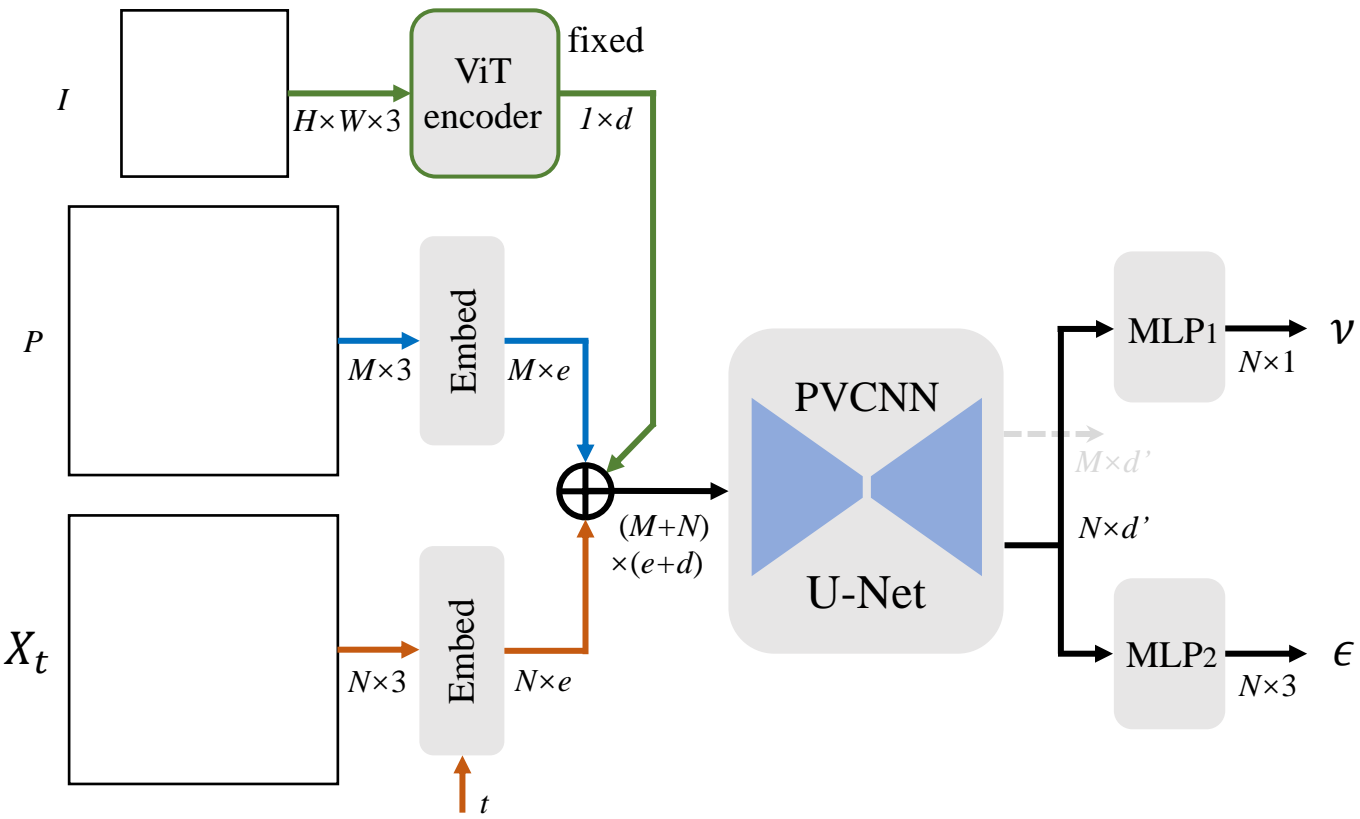 I
H×W×3
ViT
encoder
fixed
1×d
P
M×3
Embed
M×e
X_t
N×3
Embed
N×e
t
(M+N)
×(e+d)
PVCNN
U-Net
M×d’
N×d’
MLP1
N×1
ν
MLP2
N×3
ϵ